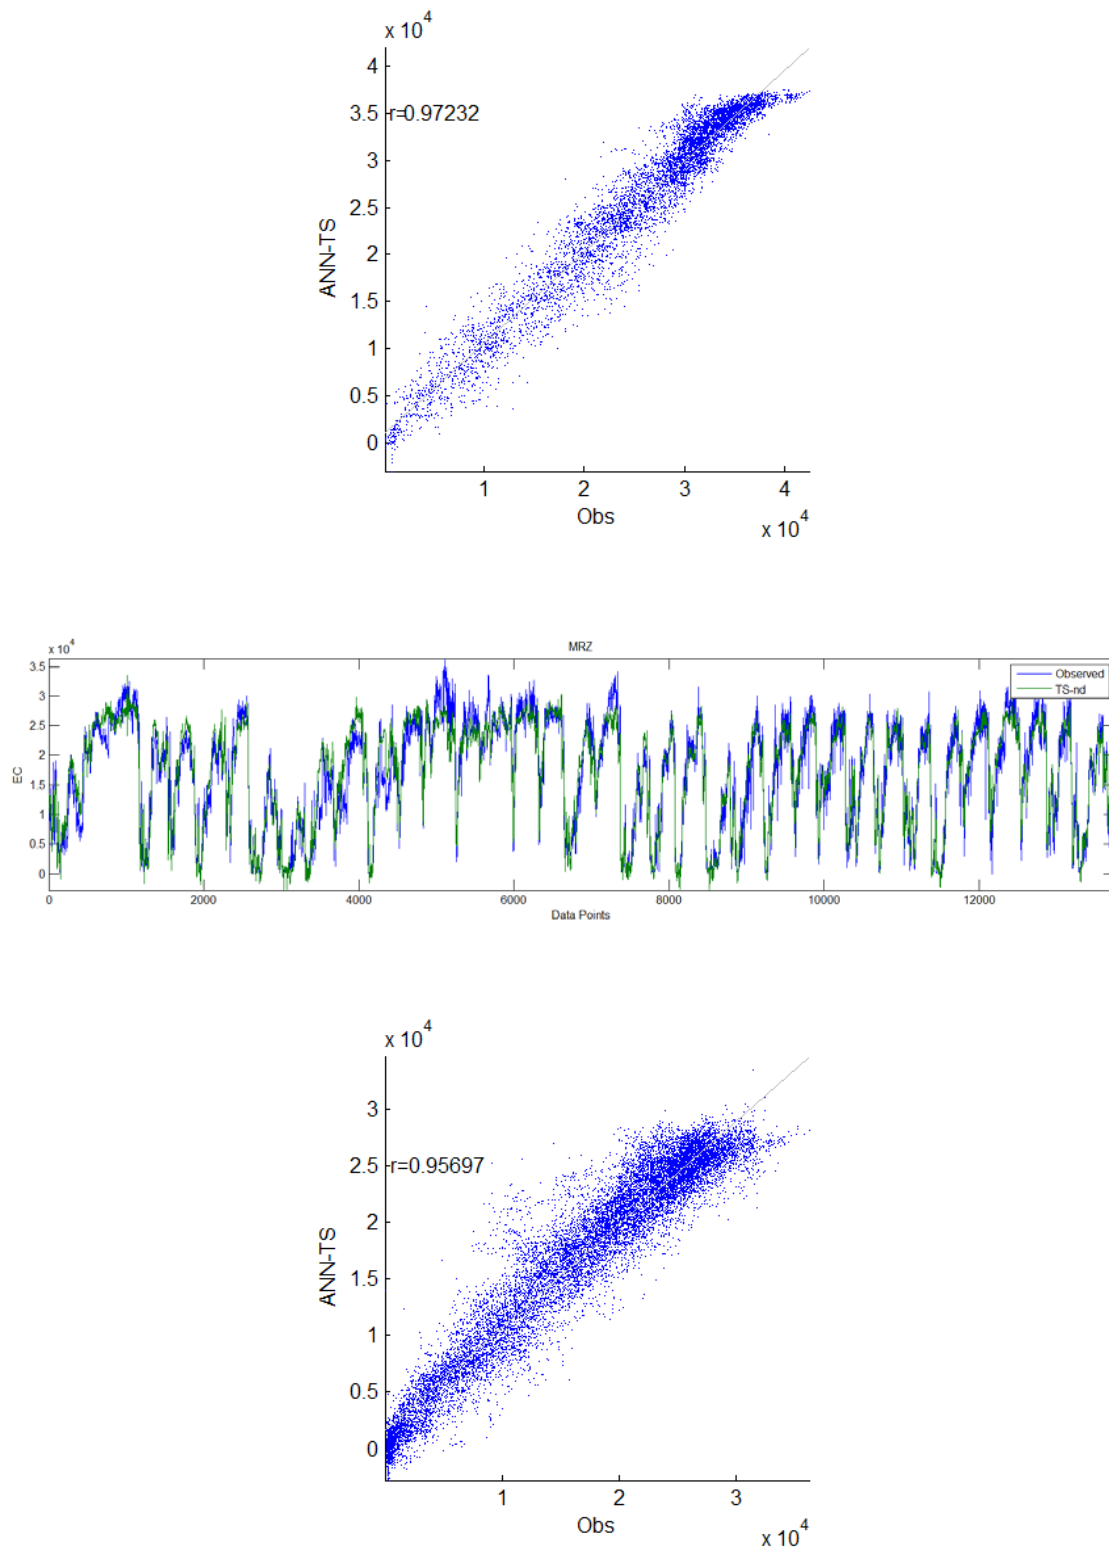 x 10^4
4
3.5
r=0.97232
3
2.5
2
1.5
1
0.5
0
ANN-TS
1 2 3 4
Obs
x 10^4
MRZ
x 10^4
3.5
3
2.5
2
1.5
1
0.5
0
EC
Observed
TS-nd
0 2000 4000 6000 8000 10000 12000
Data Points
x 10^4
3
2.5
r=0.95697
2
1.5
1
0.5
0
ANN-TS
1 2 3
Obs
x 10^4